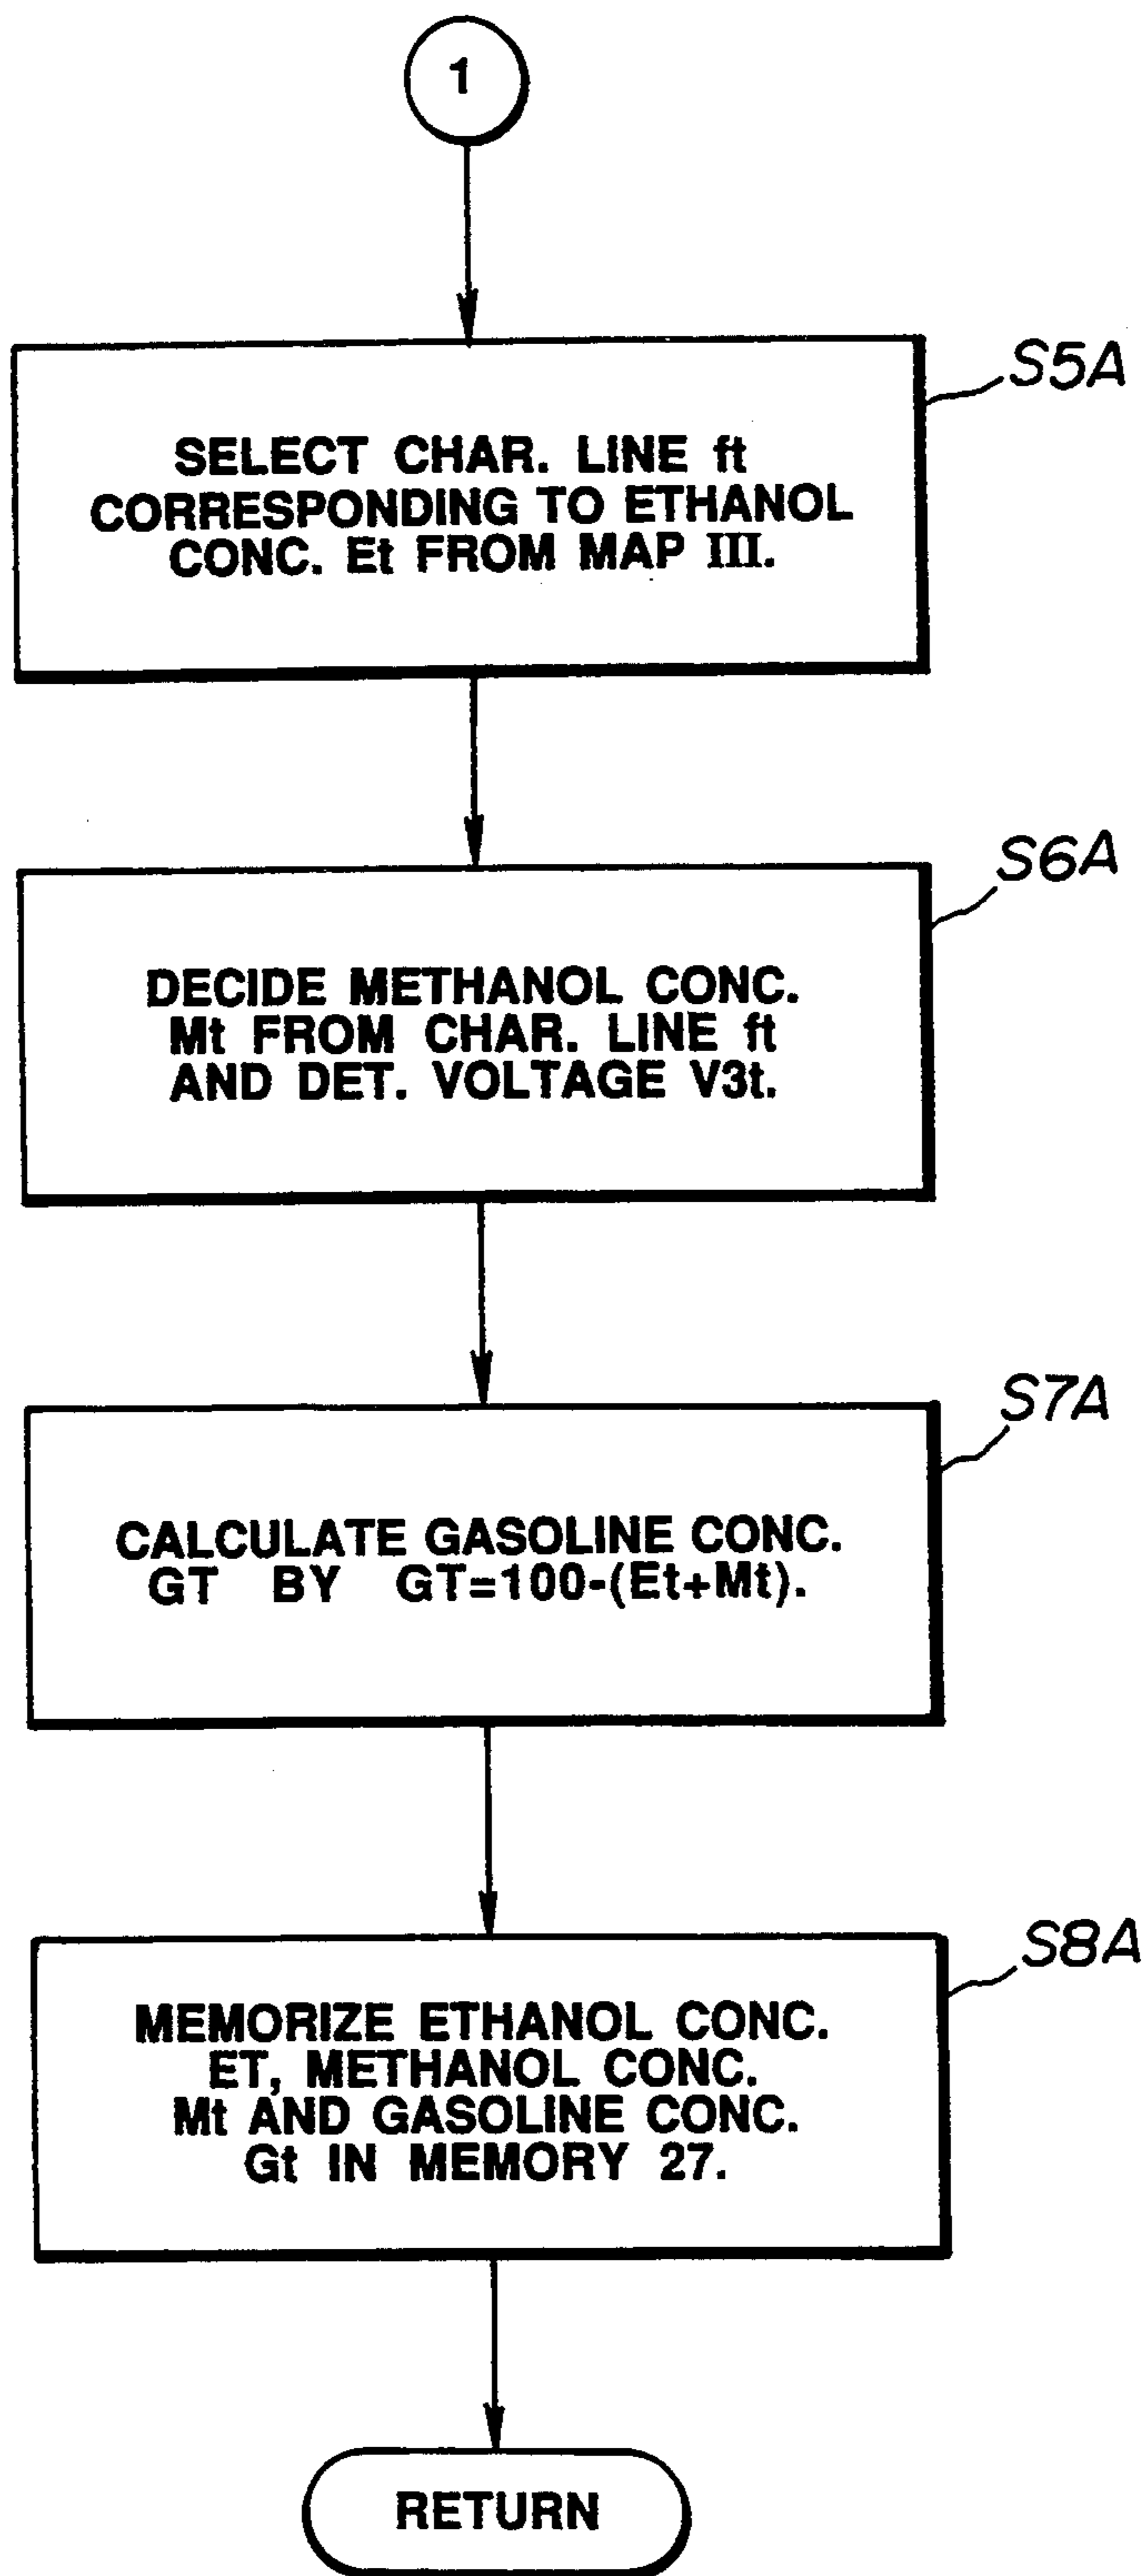 1
S5A
SELECT CHAR. LINE ft
CORRESPONDING TO ETHANOL
CONC. Et FROM MAP III.
S6A
DECIDE METHANOL CONC.
Mt FROM CHAR. LINE ft
AND DET. VOLTAGE V3t.
S7A
CALCULATE GASOLINE CONC.
GT BY GT=100-(Et+Mt).
S8A
MEMORIZE ETHANOL CONC.
ET, METHANOL CONC.
Mt AND GASOLINE CONC.
Gt IN MEMORY 27.
RETURN